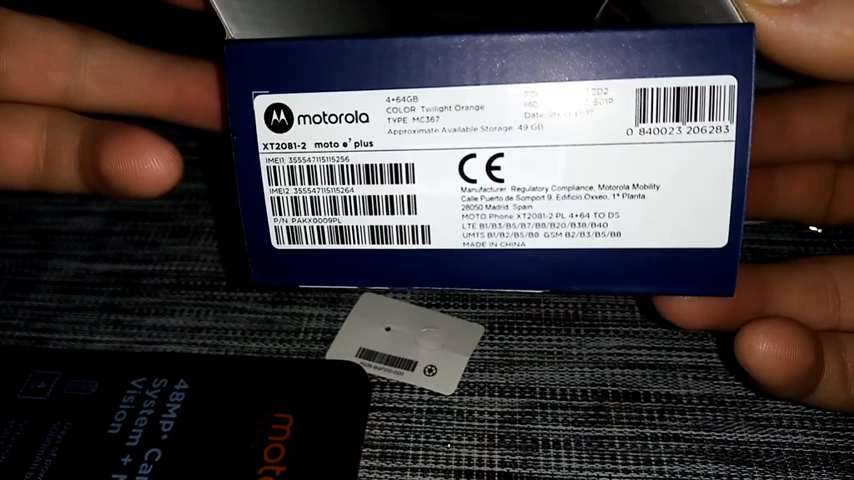 motorola
4+64GB
COLOR: Twilight Orange
TYPE: MC367
Approximate Available Storage: 49 GB
Date:
0 840023 206283
XT2081-2 moto e⁷ plus
IMEI1: 355547115115256
IMEI2: 355547115115264
P/N: PAKX0009PL
CE
Manufacturer: Regulatory Compliance, Motorola Mobility
Calle Puerto de Somport 9, Edificio Oxxeo, 1ª Planta
28050 Madrid, Spain
MOTO Phone XT2081-2 PL 4+64 TO DS
LTE B1/B3/B5/B7/B8/B20/B38/B40
UMTS B1/B2/B5/B8 GSM B2/B3/B5/B8
MADE IN CHINA
48MP* Ca
System +
Vision
moto